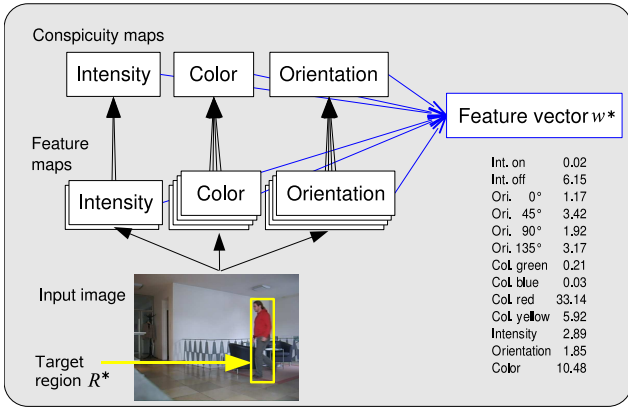 Conspicuity maps
Intensity
Color
Orientation
Feature vector w*
Feature
maps
Intensity
Color
Orientation
Input image
Target
region R*
Int. on 0.02
Int. off 6.15
Ori. 0° 1.17
Ori. 45° 3.42
Ori. 90° 1.92
Ori. 135° 3.17
Col. green 0.21
Col. blue 0.03
Col. red 33.14
Col. yellow 5.92
Intensity 2.89
Orientation 1.85
Color 10.48